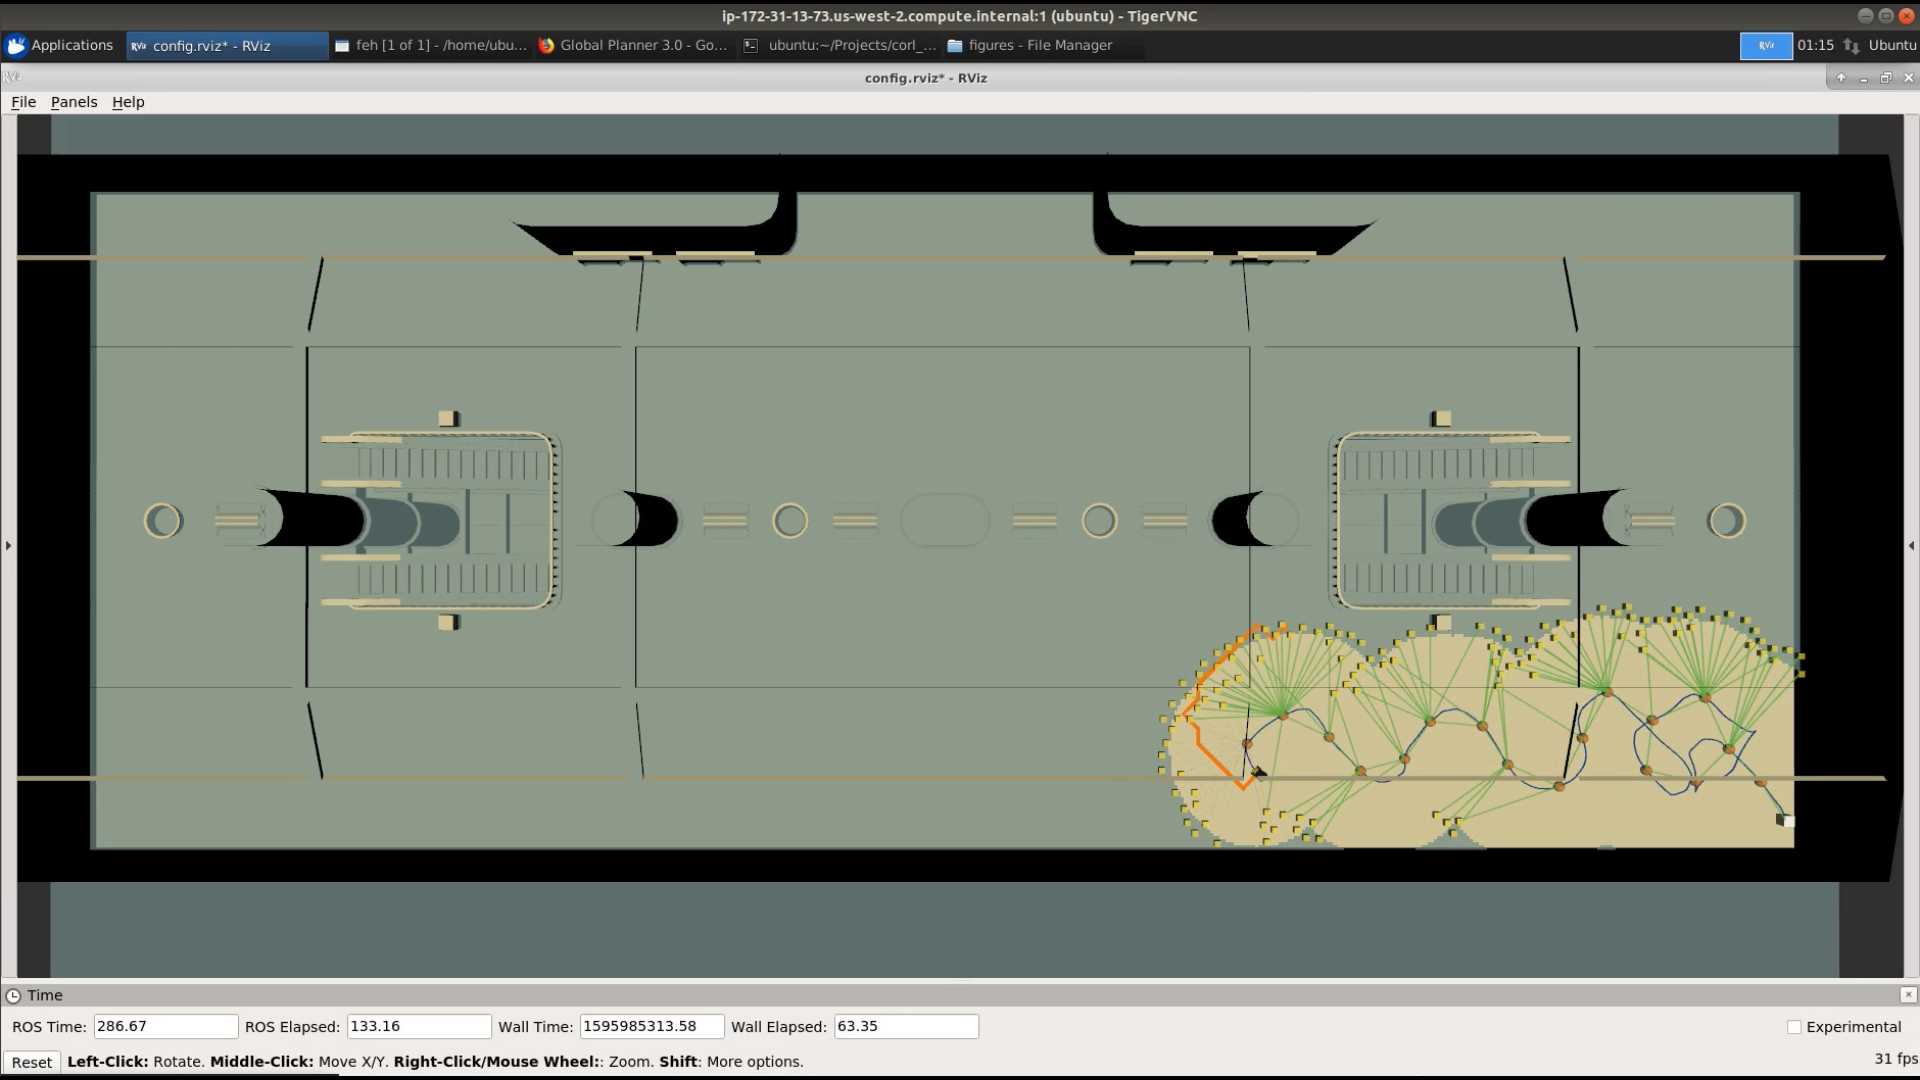 ip-172-31-13-73.us-west-2.compute.internal:1 (ubuntu) - TigerVNC
Applications RViz config.rviz* - RViz feh [1 of 1] - /home/ubu... Global Planner 3.0 - Go... ubuntu:~/Projects/corl_... figures - File Manager RViz 01:15 Ubuntu
config.rviz* - RViz
File Panels Help
Time
ROS Time: 286.67 ROS Elapsed: 133.16 Wall Time: 1595985313.58 Wall Elapsed: 63.35 Experimental
Reset Left-Click: Rotate. Middle-Click: Move X/Y. Right-Click/Mouse Wheel:: Zoom. Shift: More options. 31 fps